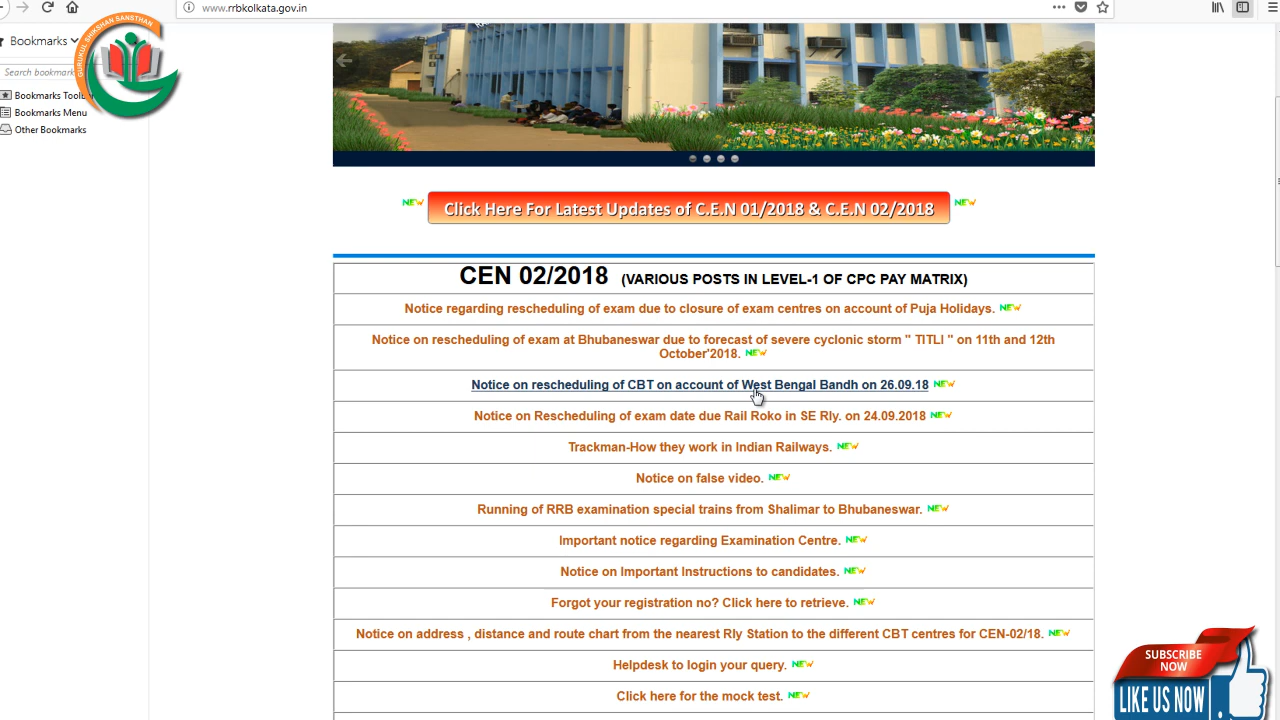 www.rrbkolkata.gov.in
GURUKUL SHIKSHAN SANSTHAN
Bookmarks
Search bookmark
Bookmarks Toolba
Bookmarks Menu
Other Bookmarks
NEW Click Here For Latest Updates of C.E.N 01/2018 & C.E.N 02/2018 NEW
CEN 02/2018 (VARIOUS POSTS IN LEVEL-1 OF CPC PAY MATRIX)
Notice regarding rescheduling of exam due to closure of exam centres on account of Puja Holidays. NEW
Notice on rescheduling of exam at Bhubaneswar due to forecast of severe cyclonic storm " TITLI " on 11th and 12th
October'2018. NEW
Notice on rescheduling of CBT on account of West Bengal Bandh on 26.09.18 NEW
Notice on Rescheduling of exam date due Rail Roko in SE Rly. on 24.09.2018 NEW
Trackman-How they work in Indian Railways. NEW
Notice on false video. NEW
Running of RRB examination special trains from Shalimar to Bhubaneswar. NEW
Important notice regarding Examination Centre. NEW
Notice on Important Instructions to candidates. NEW
Forgot your registration no? Click here to retrieve. NEW
Notice on address , distance and route chart from the nearest Rly Station to the different CBT centres for CEN-02/18. NEW
Helpdesk to login your query. NEW
Click here for the mock test. NEW
SUBSCRIBE
NOW
LIKE US NOW